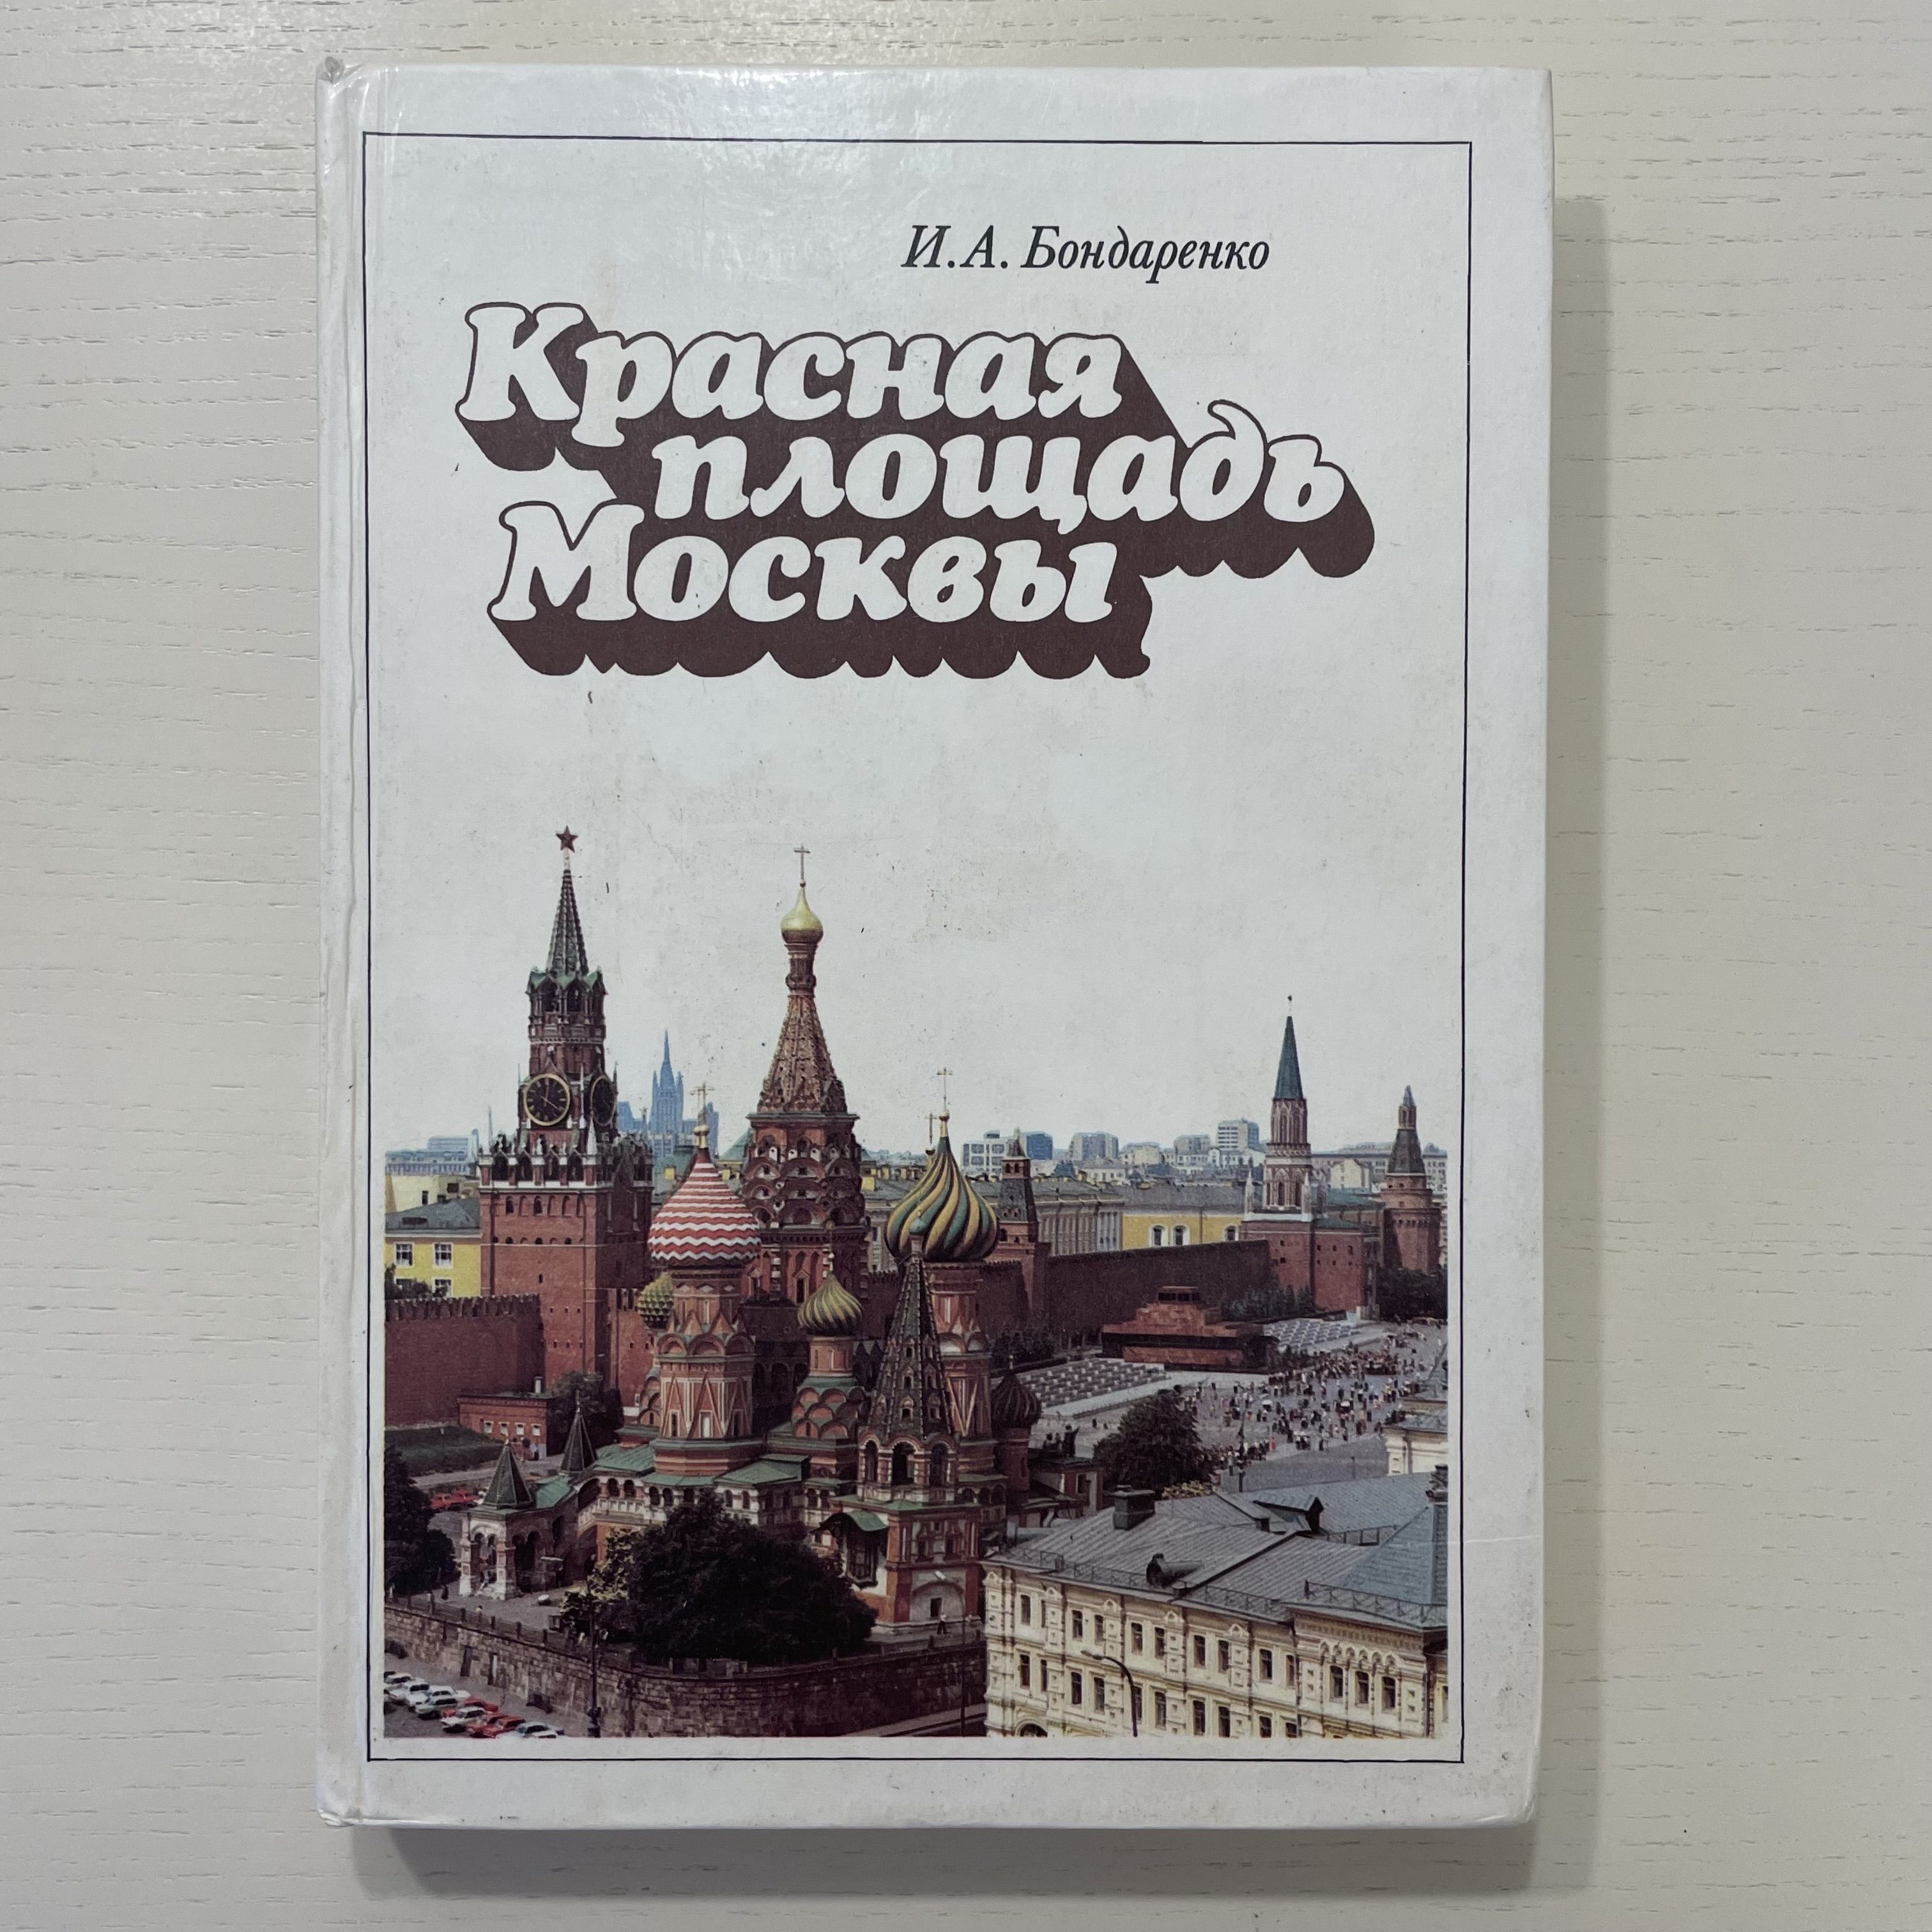 И.А. Бондаренко
Красная
площадь
Москвы